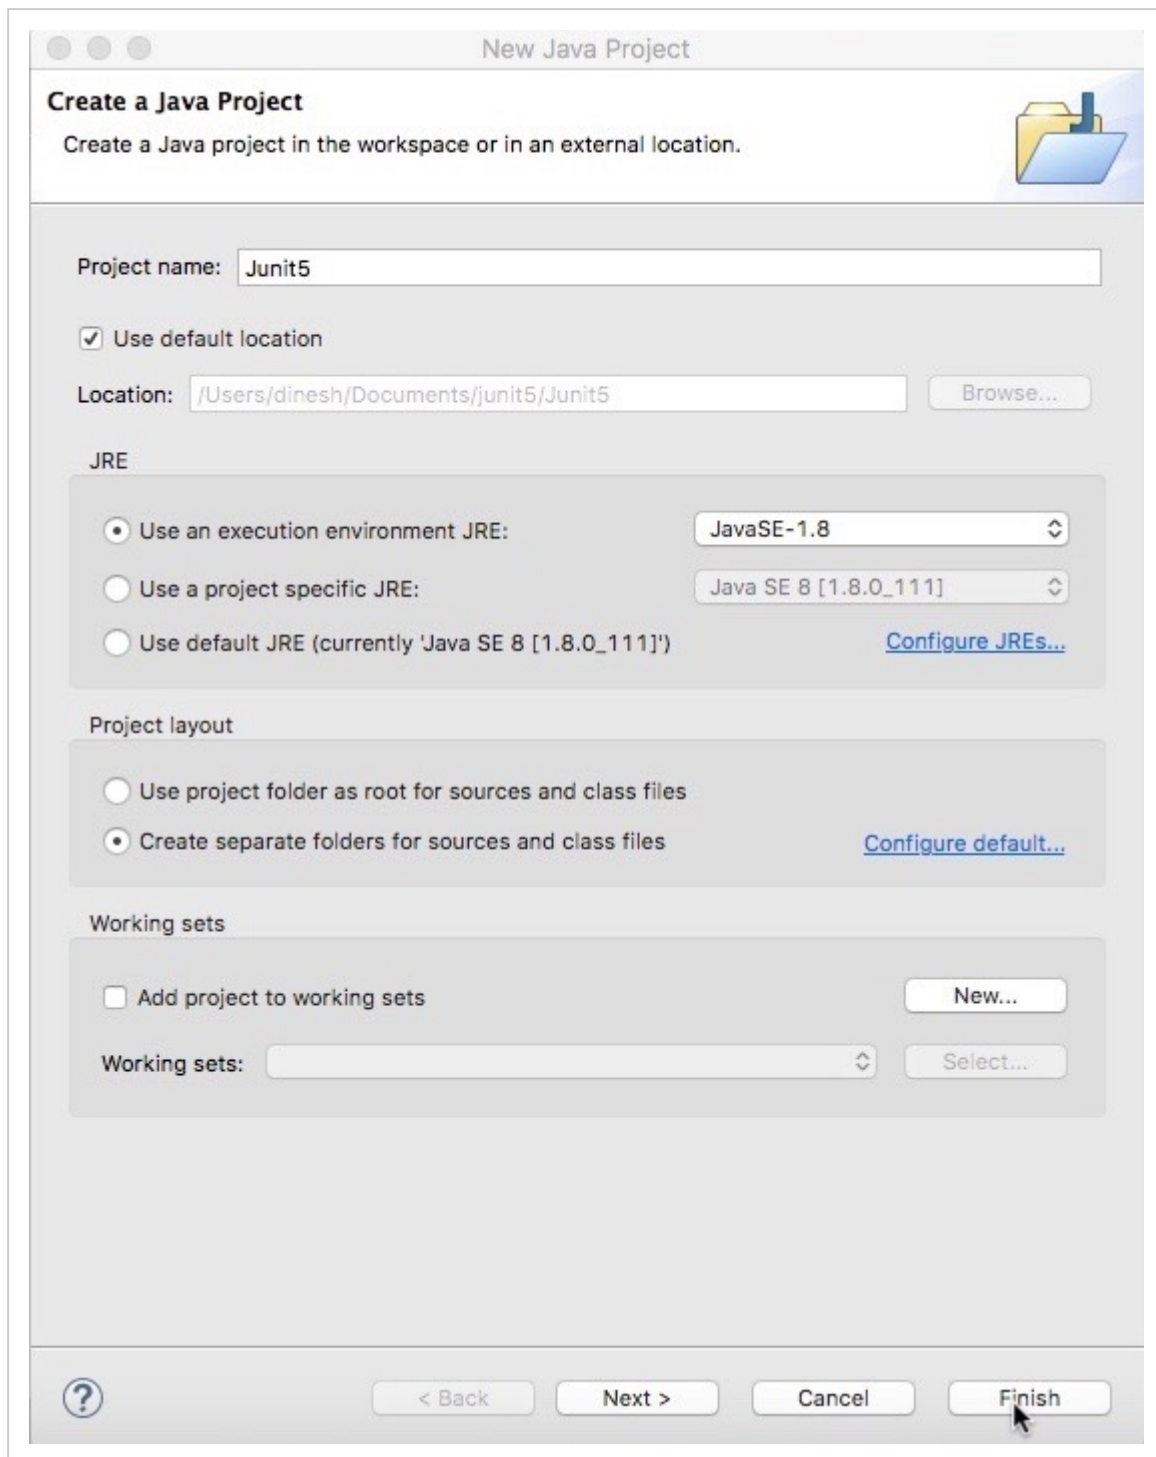 New Java Project
Create a Java Project
Create a Java project in the workspace or in an external location.
Project name: Junit5
Use default location
Location: /Users/dinesh/Documents/junit5/Junit5 Browse...
JRE
Use an execution environment JRE: JavaSE-1.8
Use a project specific JRE: Java SE 8 [1.8.0_111]
Use default JRE (currently 'Java SE 8 [1.8.0_111]') Configure JREs...
Project layout
Use project folder as root for sources and class files
Create separate folders for sources and class files Configure default...
Working sets
Add project to working sets New...
Working sets: Select...
? < Back Next > Cancel Finish